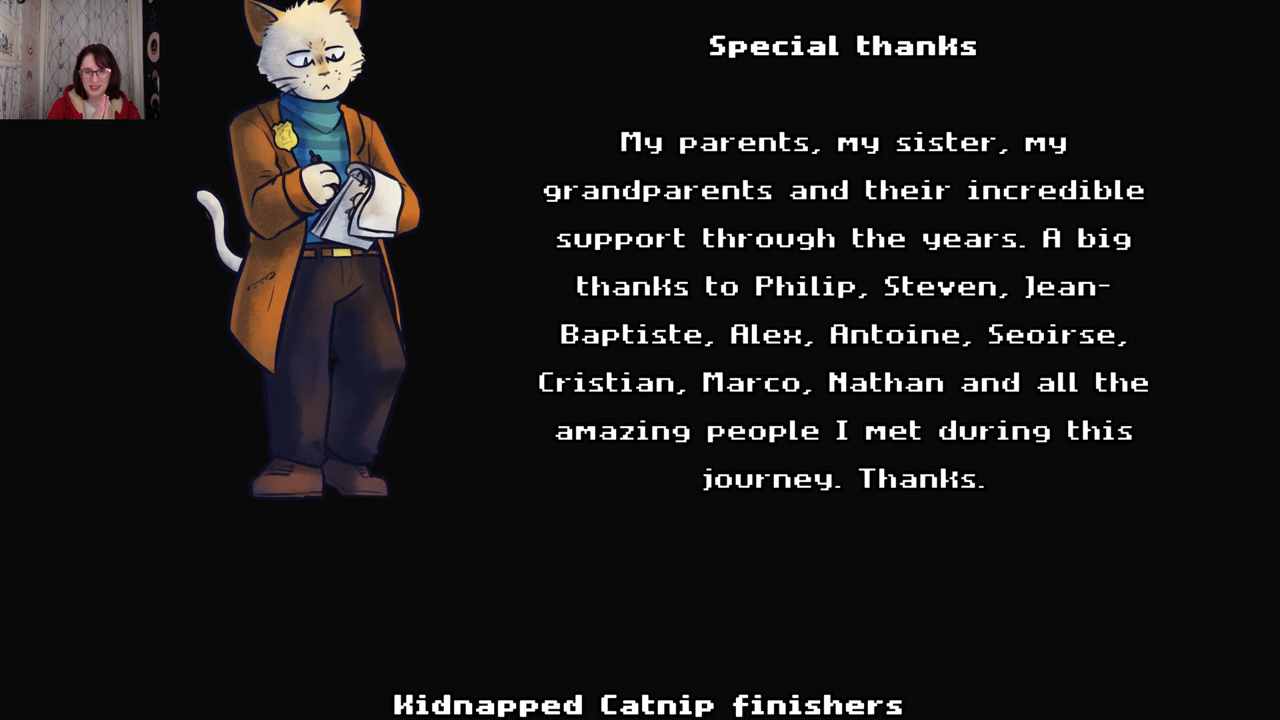 Special thanks
My parents, my sister, my
grandparents and their incredible
support through the years. A big
thanks to Philip, Steven, Jean-
Baptiste, Alex, Antoine, Seoirse,
Cristian, Marco, Nathan and all the
amazing people I met during this
journey. Thanks.
Kidnapped Catnip finishers